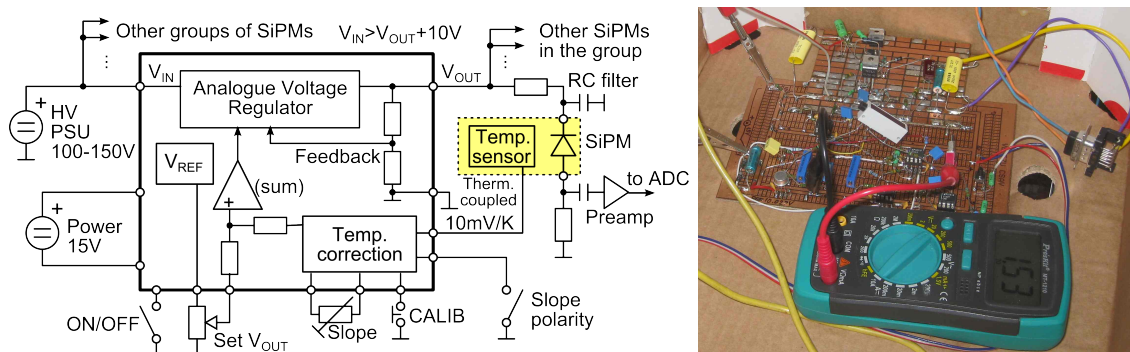 Other groups of SiPMs
V_IN>V_OUT+10V
Other SiPMs
in the group
V_IN
V_OUT
RC filter
Analogue Voltage
Regulator
HV
PSU
100-150V
Temp.
sensor
SiPM
Feedback
V_REF
(sum)
Therm.
coupled
to ADC
10mV/K
Preamp
Power
15V
Temp.
correction
ON/OFF
Set V_OUT
Slope
CALIB
Slope
polarity
COM
153